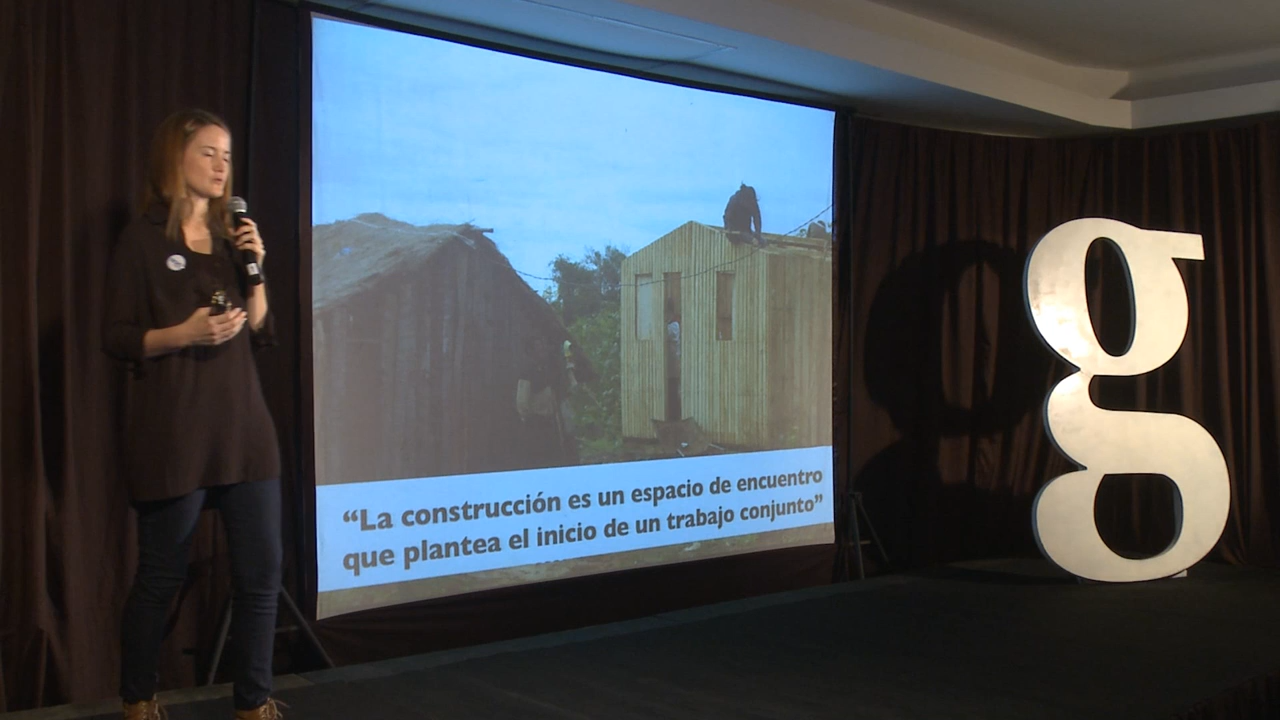 “La construcción es un espacio de encuentro
que plantea el inicio de un trabajo conjunto”
g